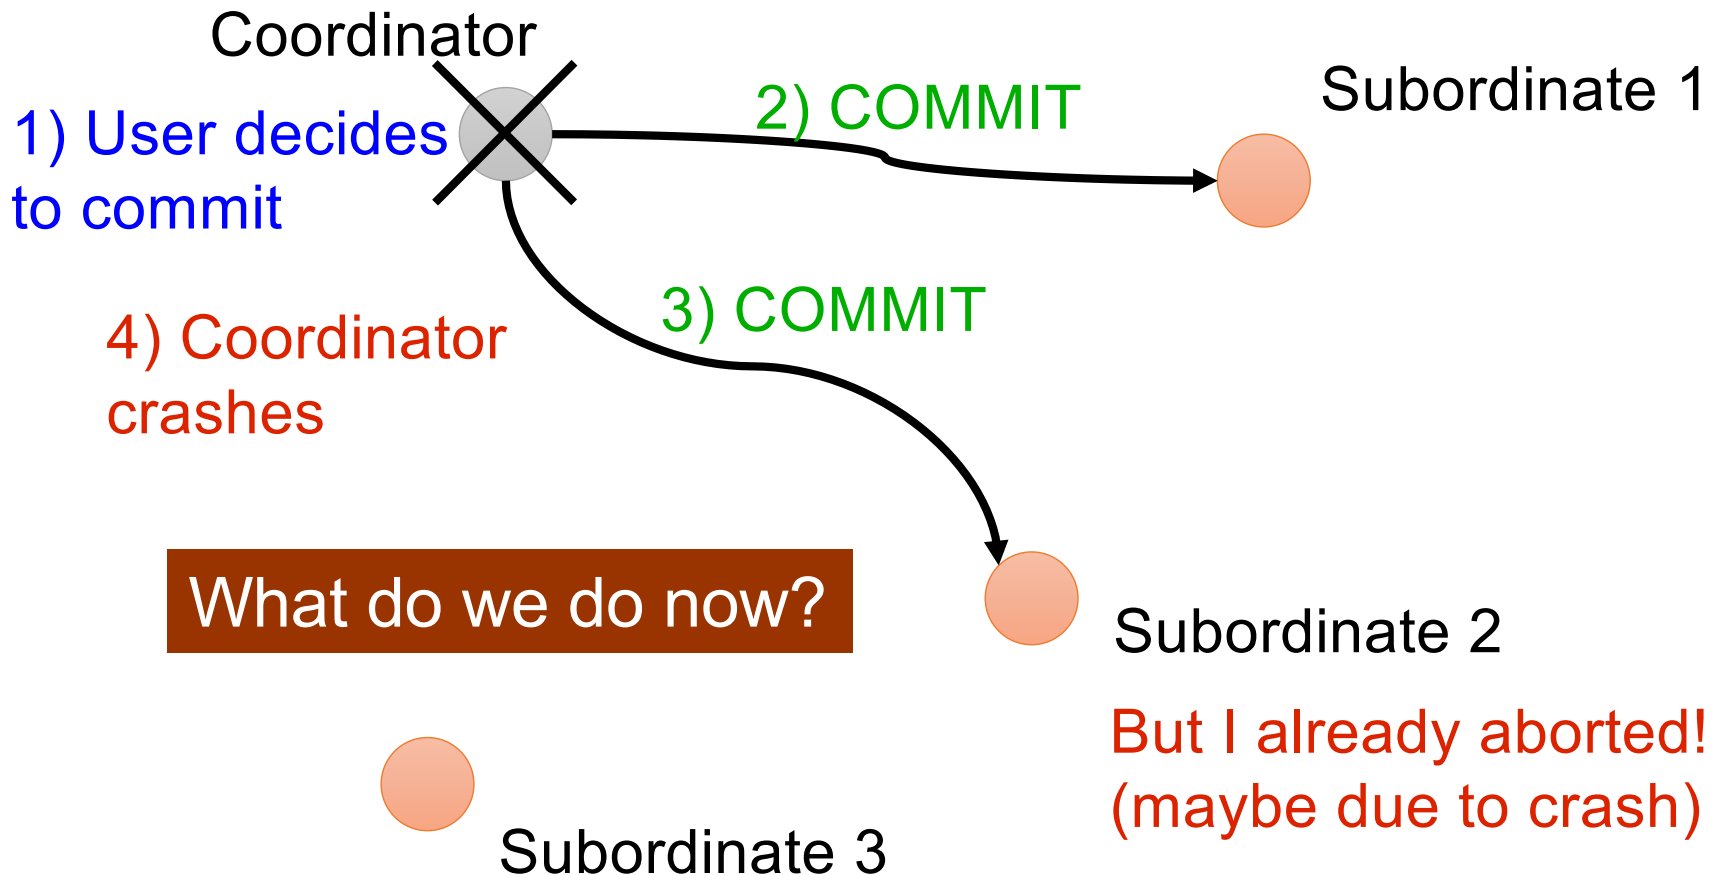 Coordinator
1) User decides
to commit
2) COMMIT
Subordinate 1
3) COMMIT
4) Coordinator
crashes
What do we do now?
Subordinate 2
But I already aborted!
(maybe due to crash)
Subordinate 3